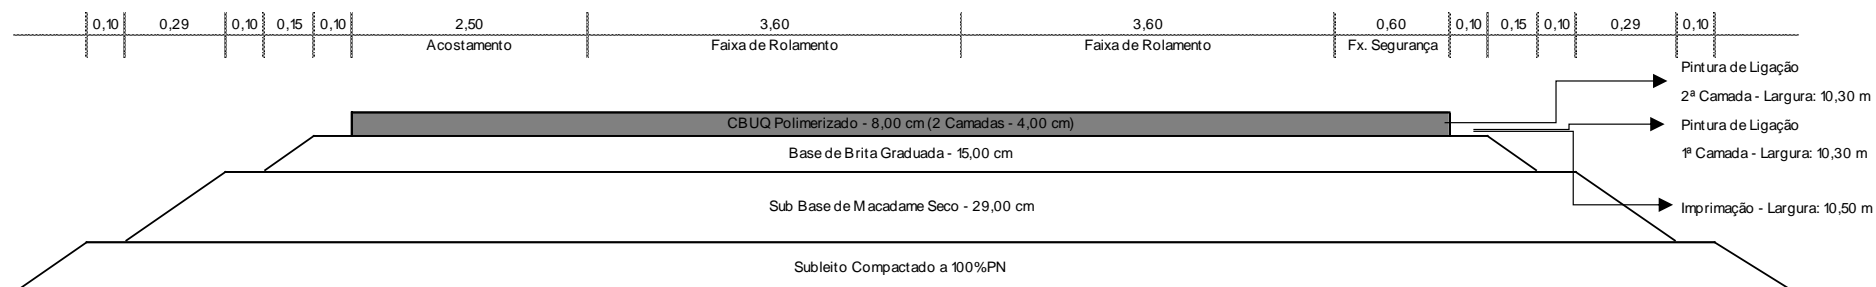 0,10 0,29 0,10 0,15 0,10 2,50 3,60 3,60 0,60 0,10 0,15 0,10 0,29 0,10
Acostamento Faixa de Rolamento Faixa de Rolamento Fx. Segurança
Pintura de Ligação
2ª Camada - Largura: 10,30 m
CBUQ Polimerizado - 8,00 cm (2 Camadas - 4,00 cm)
Pintura de Ligação
1ª Camada - Largura: 10,30 m
Base de Brita Graduada - 15,00 cm
Sub Base de Macadame Seco - 29,00 cm
Imprimação - Largura: 10,50 m
Subleito Compactado a 100%PN